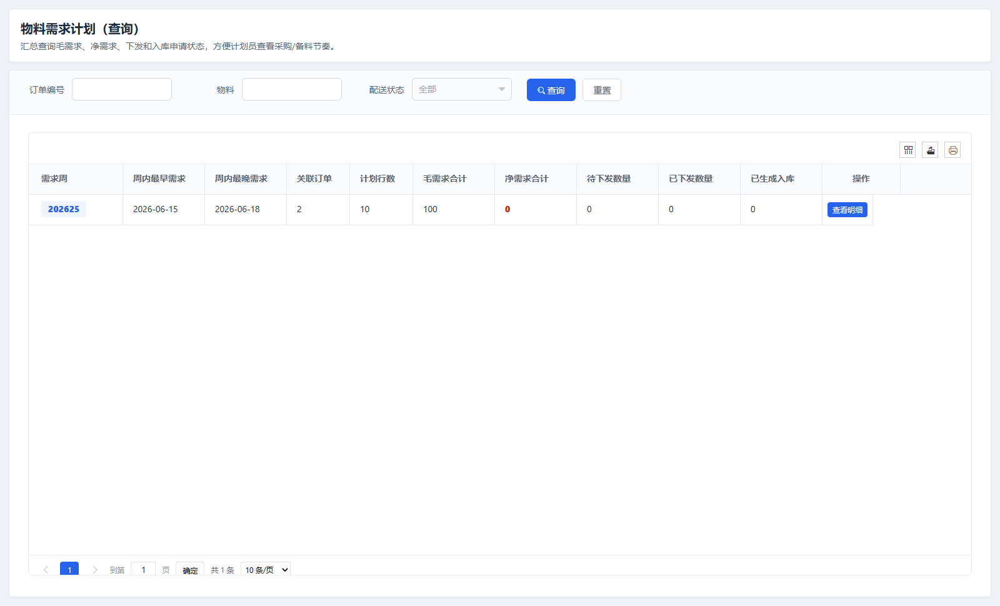 物料需求计划（查询）
汇总查询毛需求、净需求、下发和入库申请状态，方便计划员查看采购/备料节奏。
订单编号 物料 配送状态 全部 查询 重置
需求周 周内最早需求 周内最晚需求 关联订单 计划行数 毛需求合计 净需求合计 待下发数量 已下发数量 已生成入库 操作
202625 2026-06-15 2026-06-18 2 10 100 0 0 0 0 查看明细
1 到第 1 页 确定 共 1 条 10 条/页